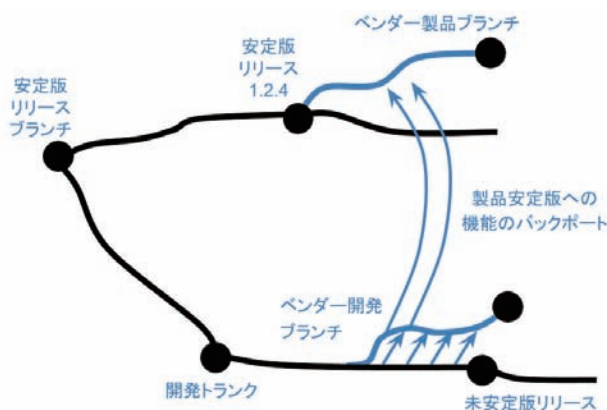 ベンダー製品ブランチ
安定版
リリース
1.2.4
安定版
リリース
ブランチ
製品安定版への
機能のバックポート
ベンダー開発
ブランチ
開発トランク
未安定版リリース